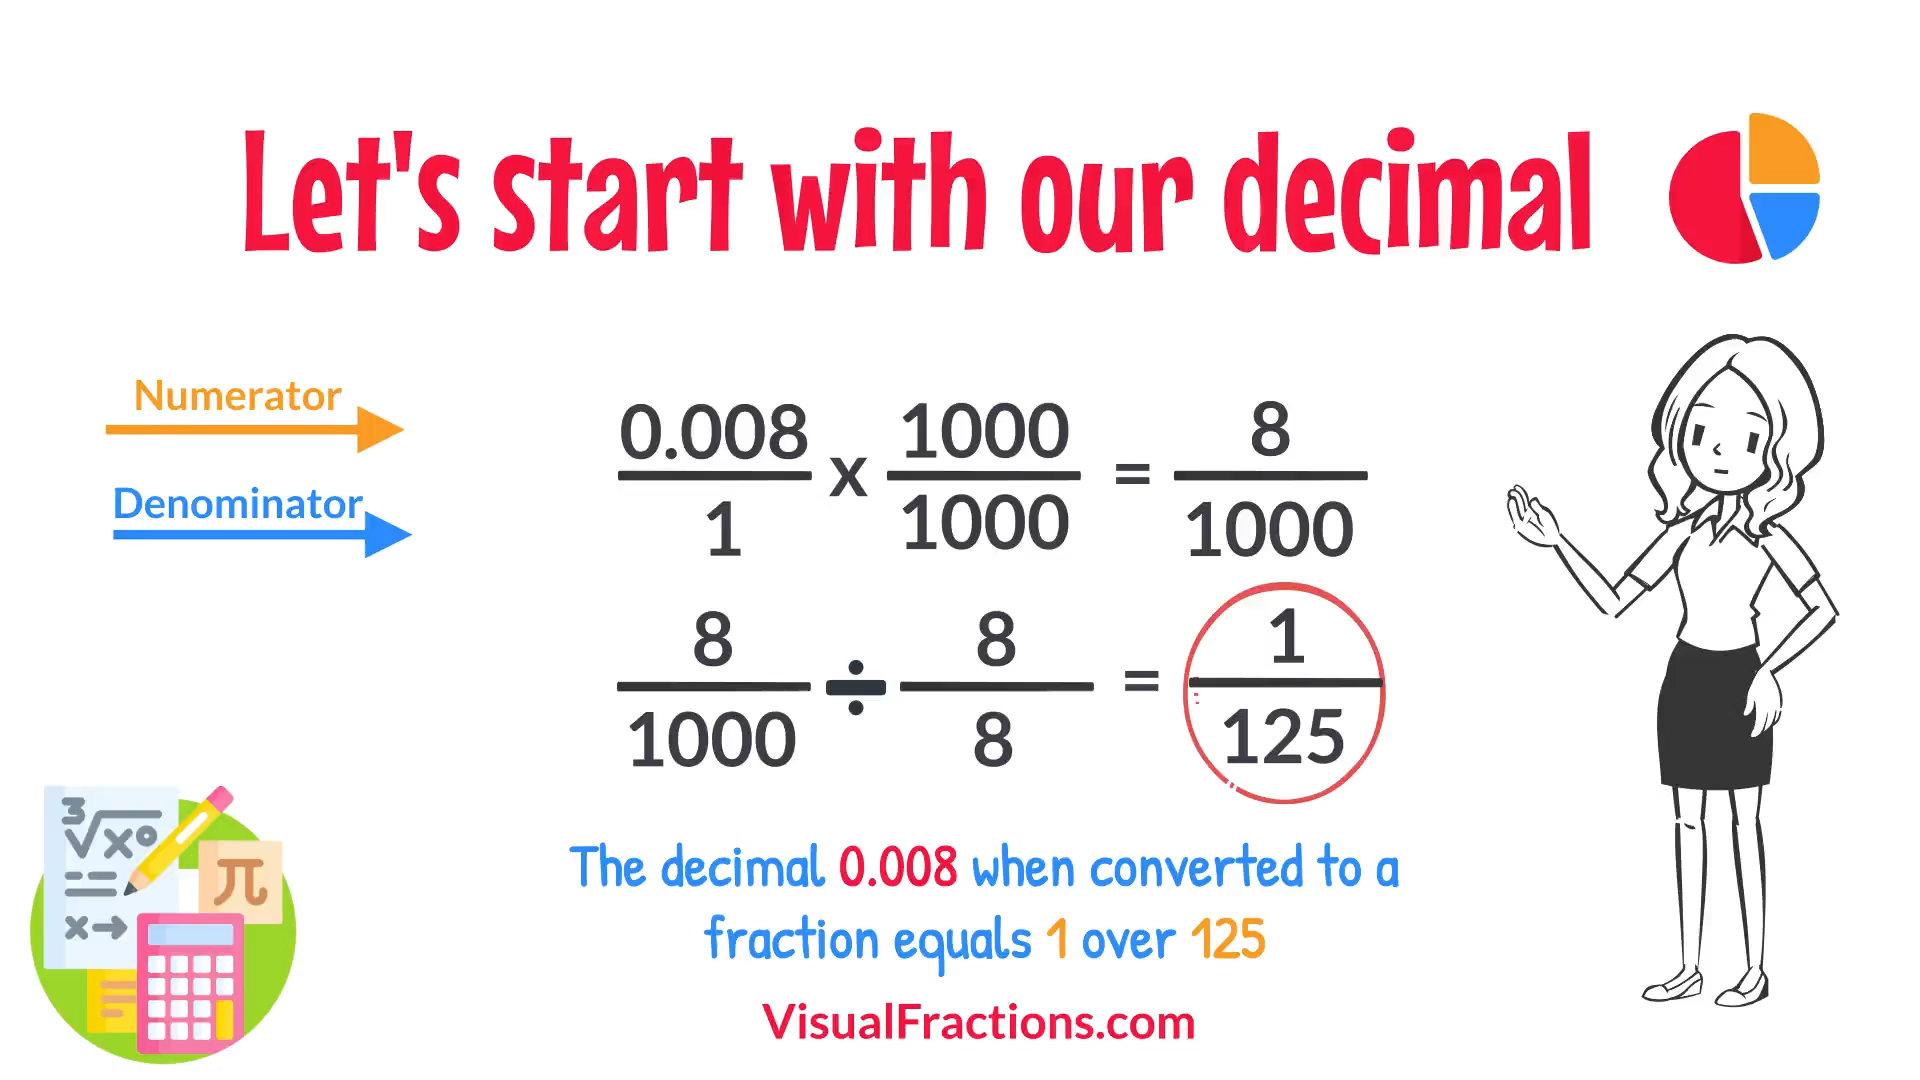 Let's start with our decimal
Numerator
Denominator
0.008 1000 8
x =
1 1000 1000
8 8 1
÷ =
1000 8 125
The decimal 0.008 when converted to a
fraction equals 1 over 125
VisualFractions.com
3√x°
π
x→